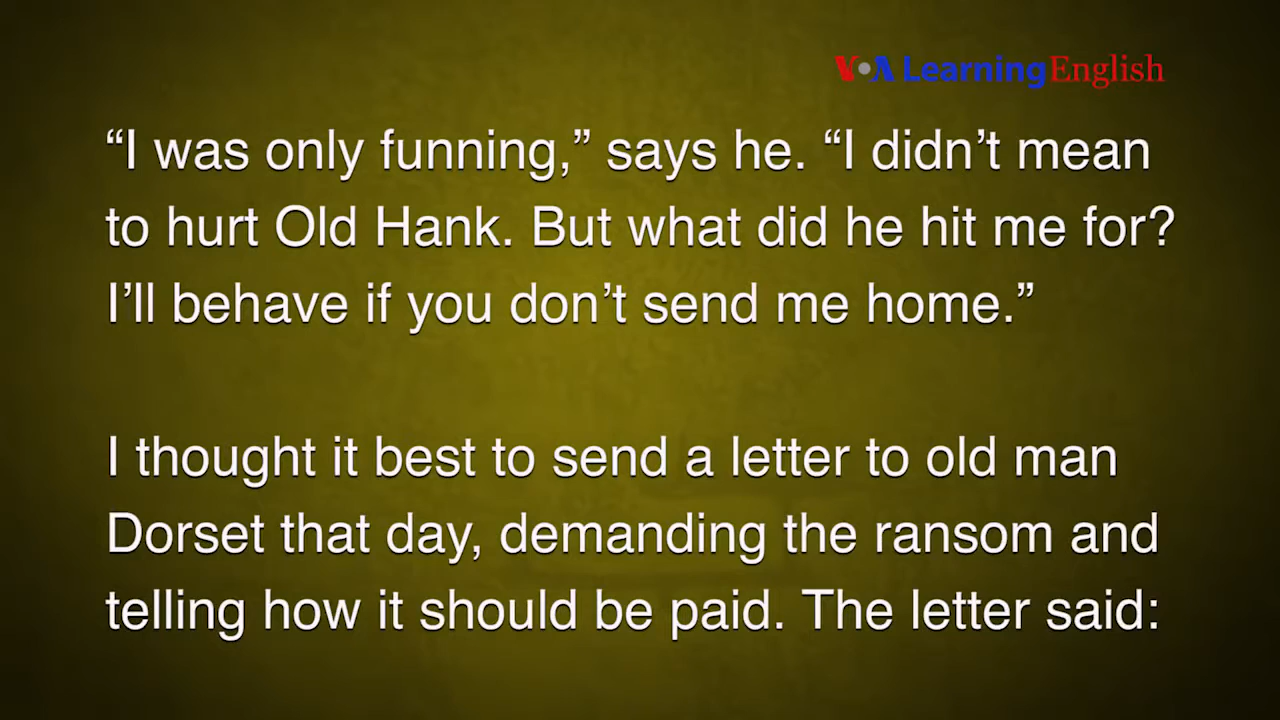 VOA Learning English
“I was only funning,” says he. “I didn’t mean
to hurt Old Hank. But what did he hit me for?
I’ll behave if you don’t send me home.”
I thought it best to send a letter to old man
Dorset that day, demanding the ransom and
telling how it should be paid. The letter said: